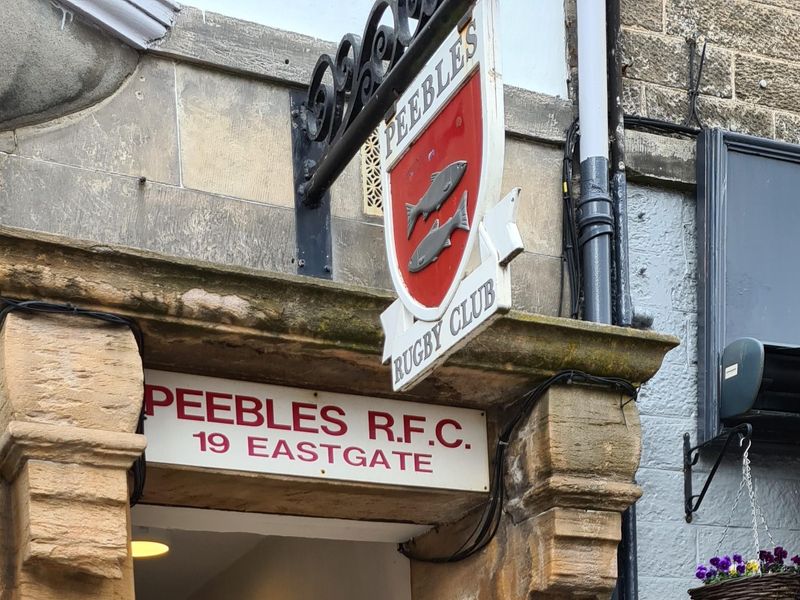 PEEBLES
RUGBY CLUB
PEEBLES R.F.C.
19 EASTGATE